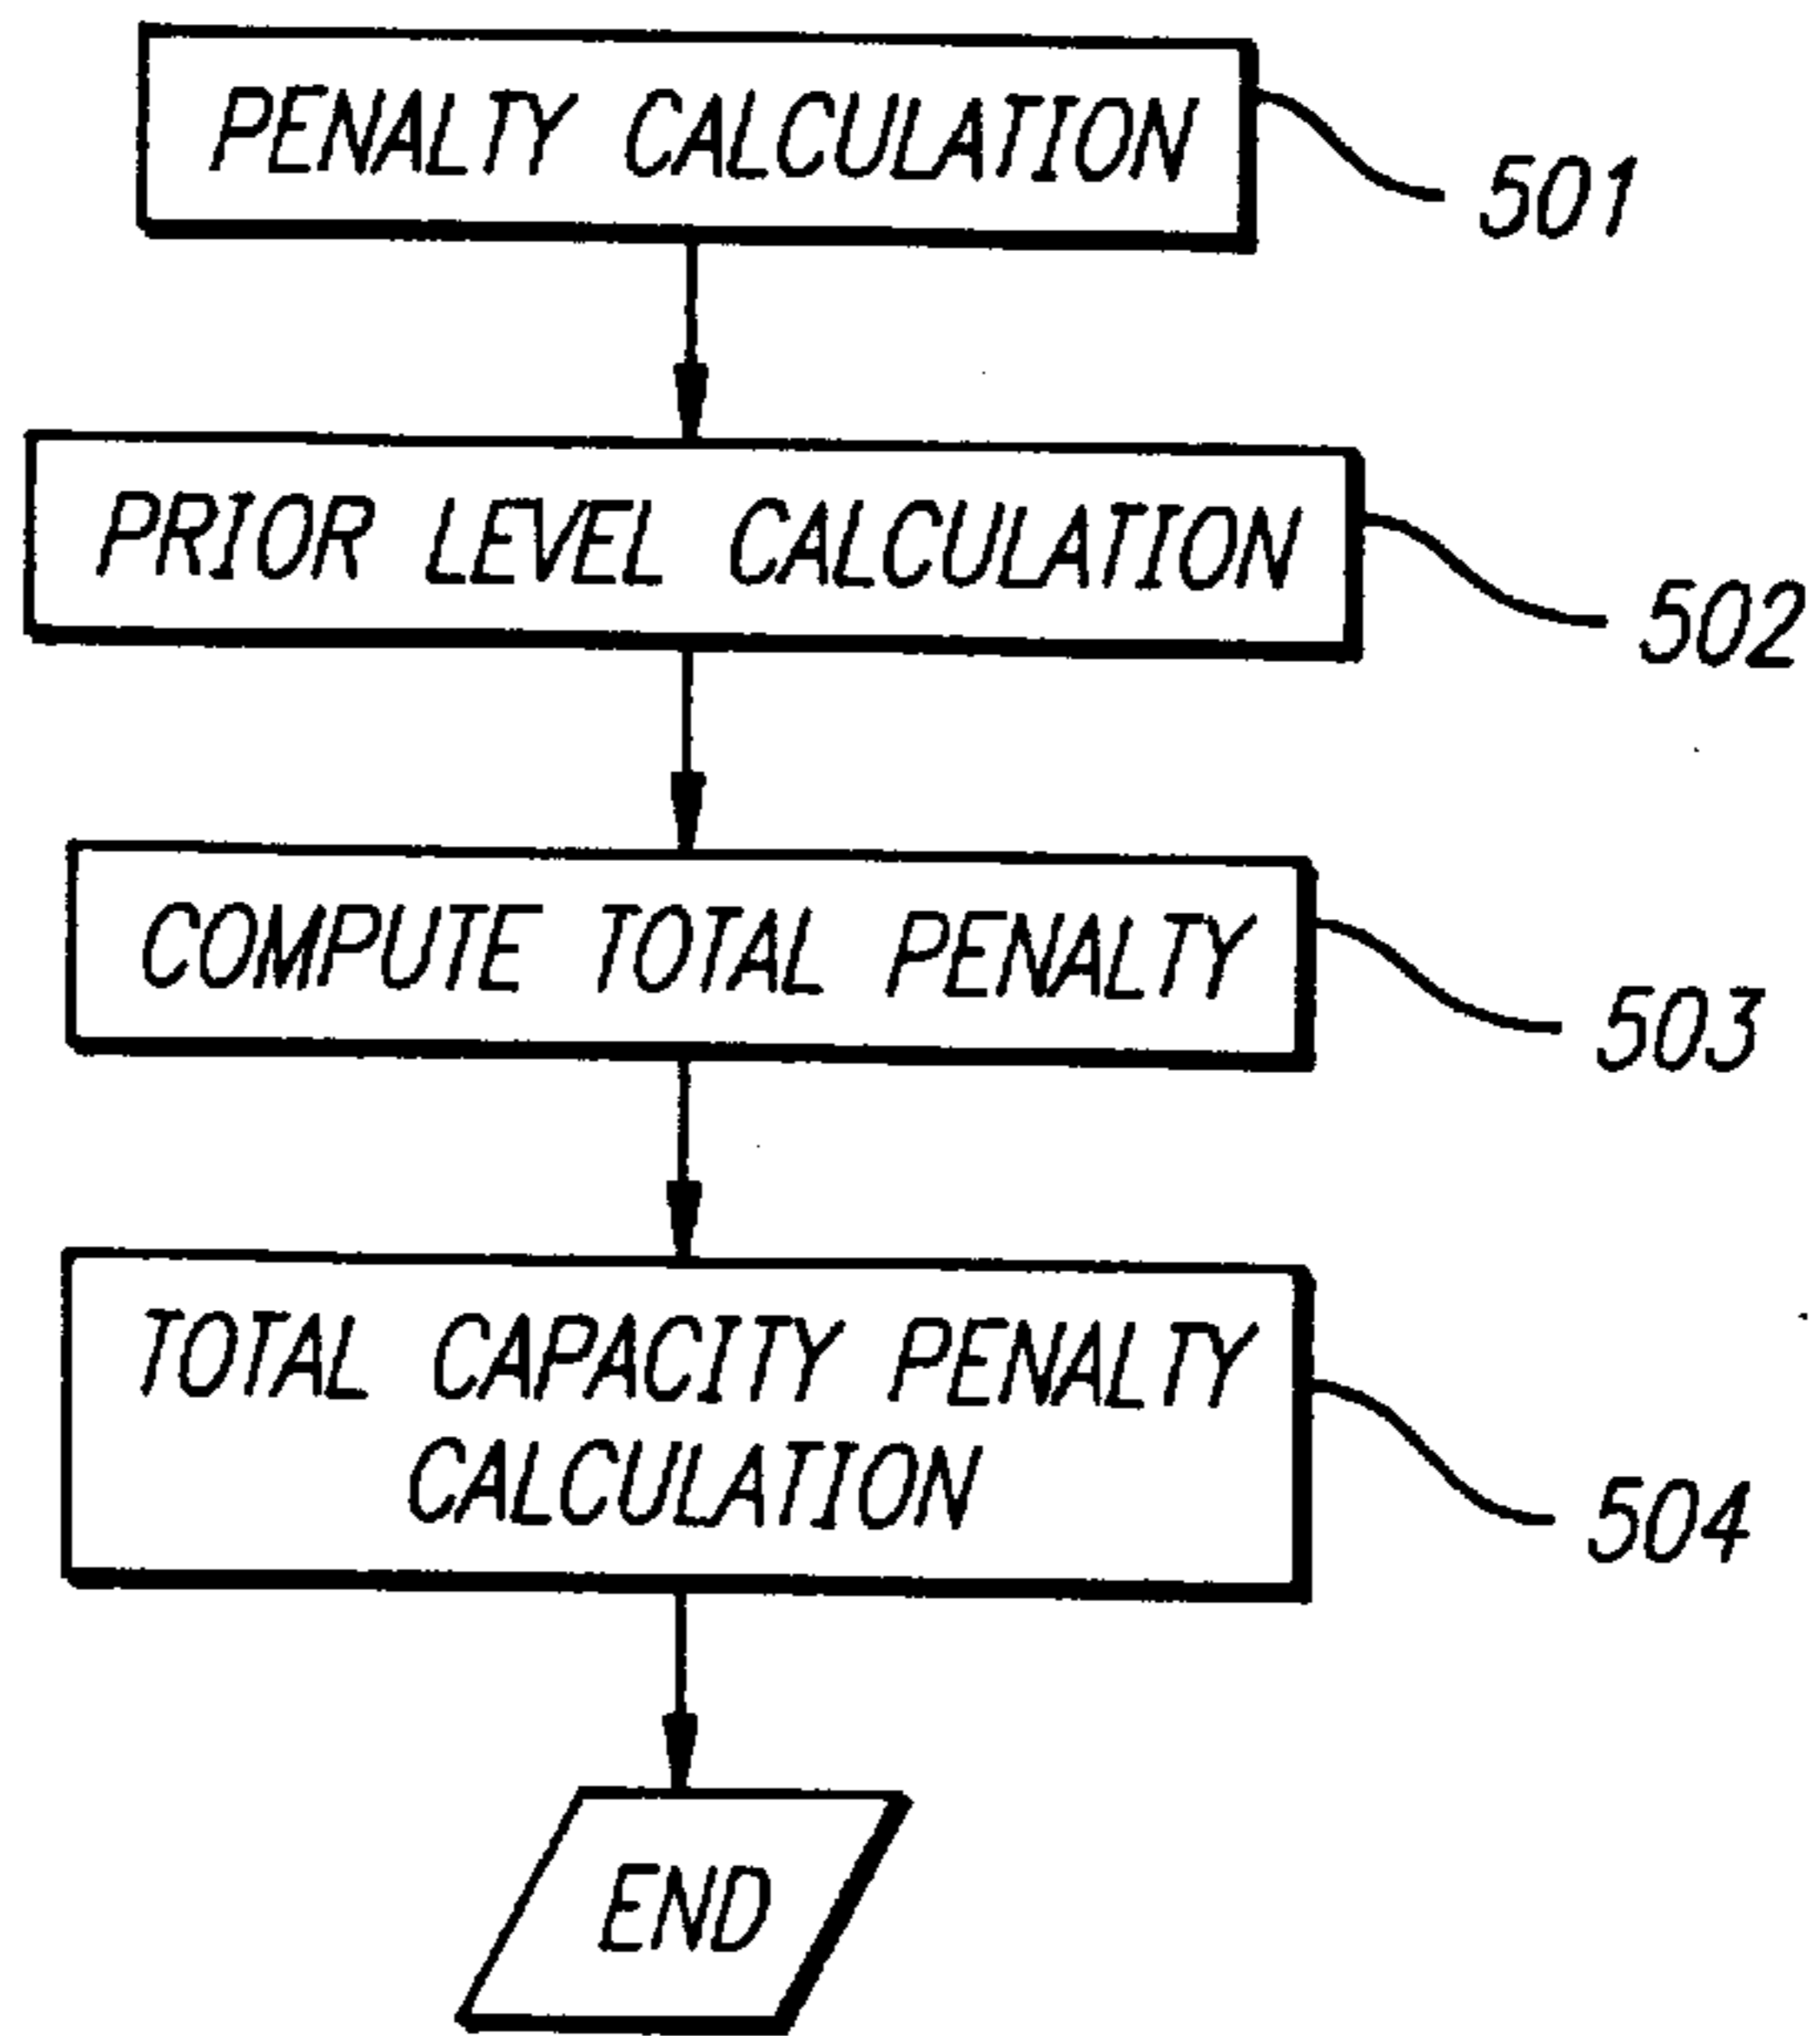 PENALTY CALCULATION
501
PRIOR LEVEL CALCULATION
502
COMPUTE TOTAL PENALTY
503
TOTAL CAPACITY PENALTY
CALCULATION
504
END